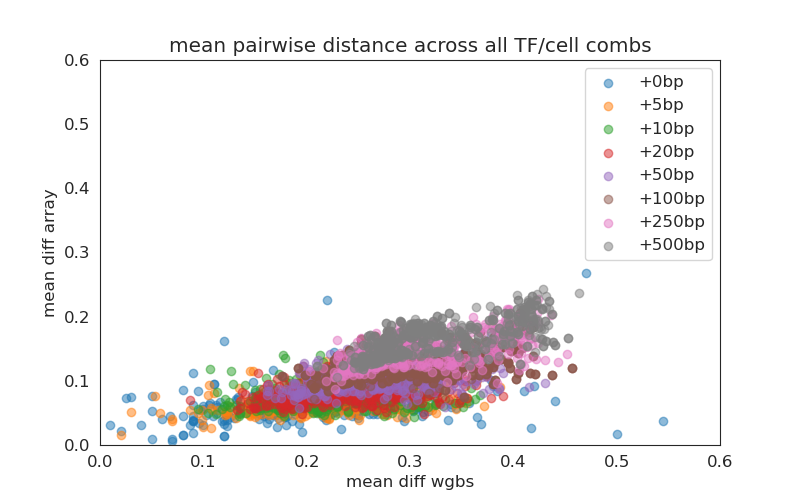 mean pairwise distance across all TF/cell combs
0.6
0.5
0.4
0.3
0.2
0.1
0.0
mean diff array
+0bp
+5bp
+10bp
+20bp
+50bp
+100bp
+250bp
+500bp
0.0 0.1 0.2 0.3 0.4 0.5 0.6
mean diff wgbs